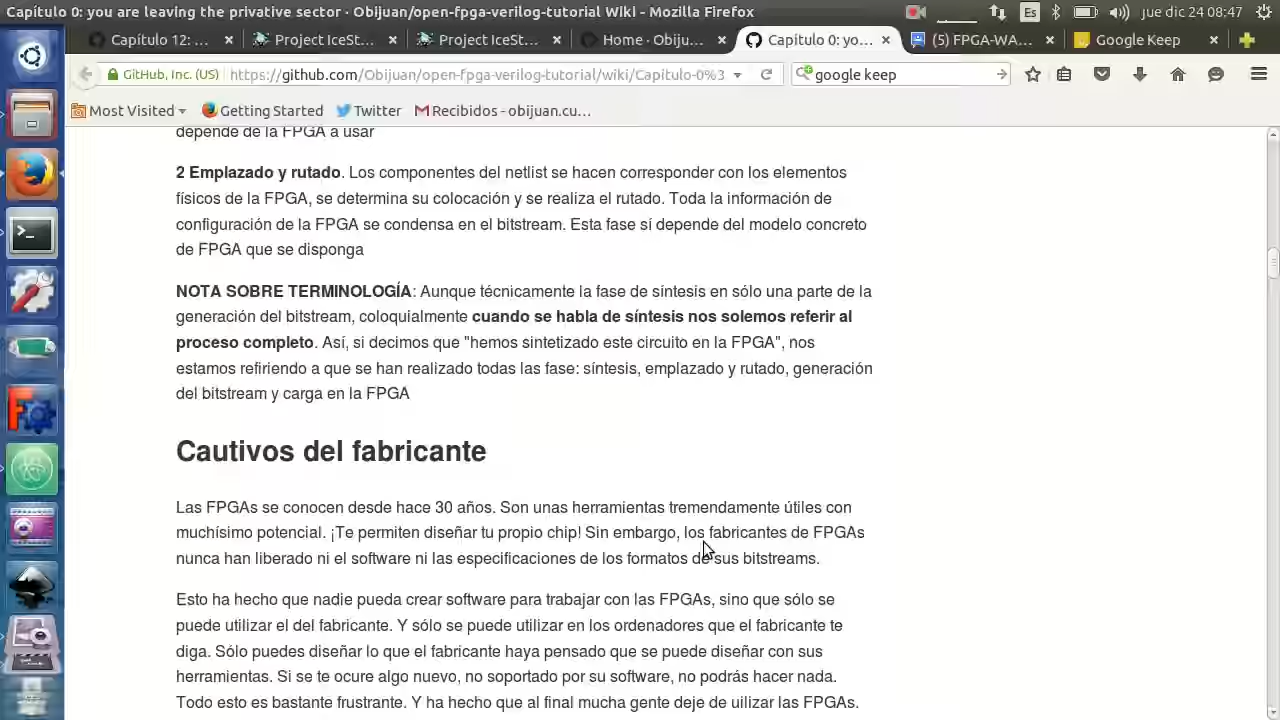 Capítulo 0: you are leaving the privative sector · Obijuan/open-fpga-verilog-tutorial Wiki - Mozilla Firefox
Es
jue dic 24 08:47
Capítulo 12: ...
Project IceSt...
Project IceSt...
Home · Obiju...
Capítulo 0: yo...
(5) FPGA-WA...
Google Keep
GitHub, Inc. (US)
https://github.com/Obijuan/open-fpga-verilog-tutorial/wiki/Capítulo-0%3
google keep
Most Visited
Getting Started
Twitter
Recibidos - obijuan.cu...
depende de la FPGA a usar
2 Emplazado y rutado. Los componentes del netlist se hacen corresponder con los elementos
físicos de la FPGA, se determina su colocación y se realiza el rutado. Toda la información de
configuración de la FPGA se condensa en el bitstream. Esta fase sí depende del modelo concreto
de FPGA que se disponga
NOTA SOBRE TERMINOLOGÍA: Aunque técnicamente la fase de síntesis en sólo una parte de la
generación del bitstream, coloquialmente cuando se habla de síntesis nos solemos referir al
proceso completo. Así, si decimos que "hemos sintetizado este circuito en la FPGA", nos
estamos refiriendo a que se han realizado todas las fase: síntesis, emplazado y rutado, generación
del bitstream y carga en la FPGA
Cautivos del fabricante
Las FPGAs se conocen desde hace 30 años. Son unas herramientas tremendamente útiles con
muchísimo potencial. ¡Te permiten diseñar tu propio chip! Sin embargo, los fabricantes de FPGAs
nunca han liberado ni el software ni las especificaciones de los formatos de sus bitstreams.
Esto ha hecho que nadie pueda crear software para trabajar con las FPGAs, sino que sólo se
puede utilizar el del fabricante. Y sólo se puede utilizar en los ordenadores que el fabricante te
diga. Sólo puedes diseñar lo que el fabricante haya pensado que se puede diseñar con sus
herramientas. Si se te ocure algo nuevo, no soportado por su software, no podrás hacer nada.
Todo esto es bastante frustrante. Y ha hecho que al final mucha gente deje de uilizar las FPGAs.